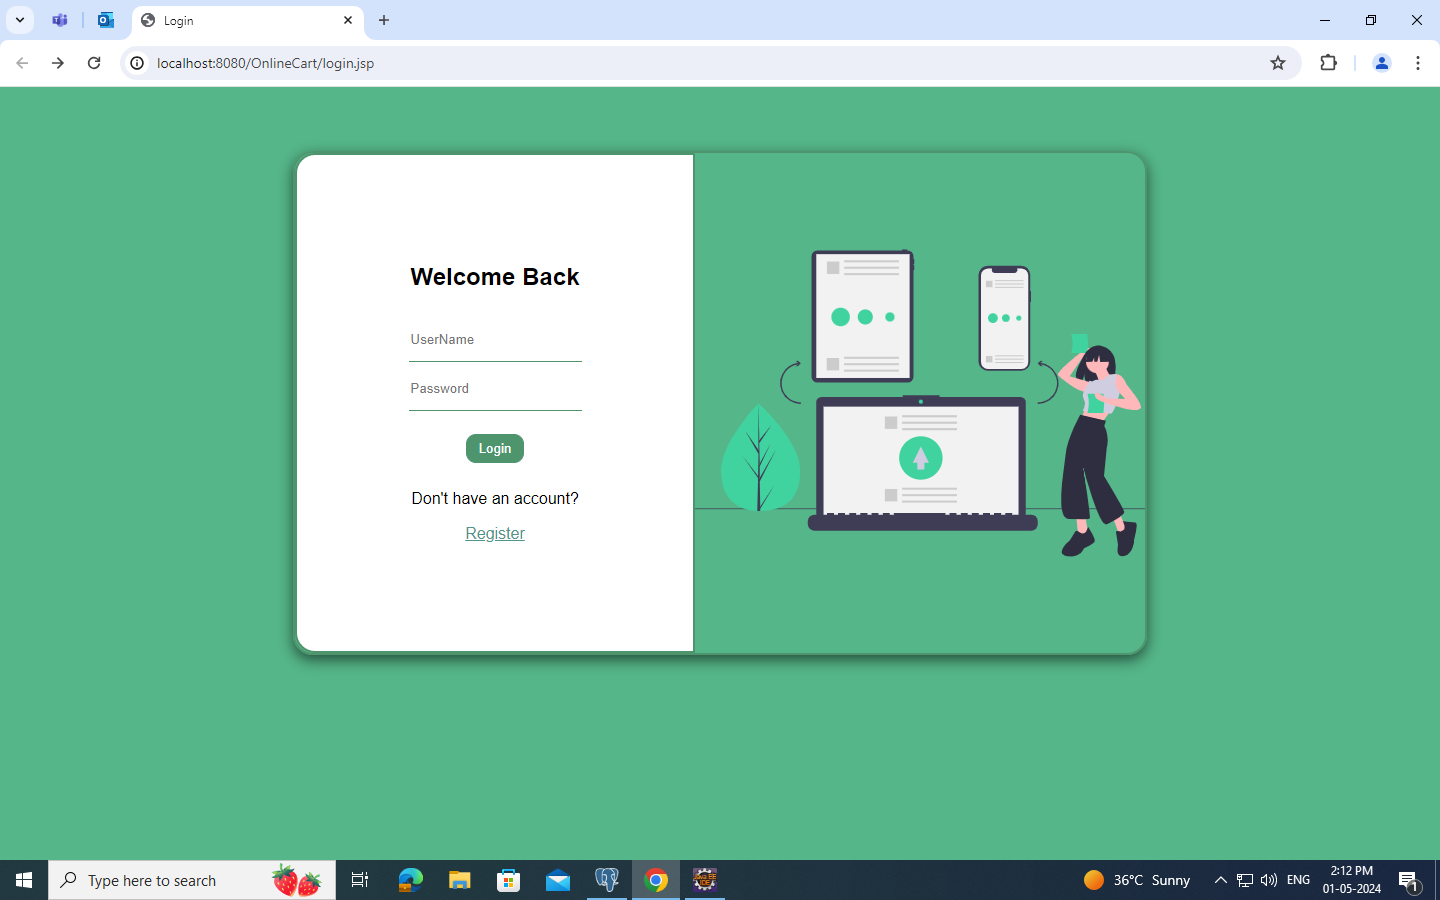 Login
localhost:8080/OnlineCart/login.jsp
Welcome Back
UserName
Password
Login
Don't have an account?
Register
Type here to search
36°C Sunny
ENG
2:12 PM
01-05-2024
1